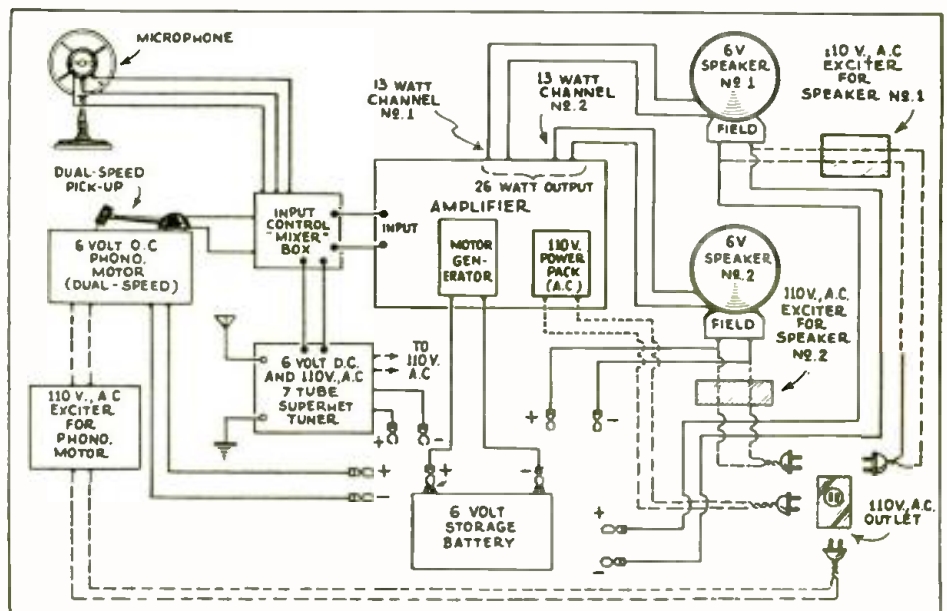 MICROPHONE
DUAL-SPEED
PICK-UP
6 VOLT D.C
PHONO.
MOTOR
(DUAL-SPEED)
110 V., A.C
EXCITER
FOR
PHONO.
MOTOR
INPUT
CONTROL
"MIXER"
BOX
6 VOLT D.C.
AND 110V., A.C
7 TUBE
SUPERHET
TUNER
TO
110V.
A.C
+
-
+
-
13 WATT
CHANNEL
Nº.1
13 WATT
CHANNEL
Nº.2
26 WATT OUTPUT
AMPLIFIER
INPUT
MOTOR
GEN-
ERATOR
110V.
POWER
PACK
(A.C)
+
-
6 VOLT
STORAGE
BATTERY
6V
SPEAKER
Nº1
FIELD
110 V., A.C
EXCITER
FOR
SPEAKER Nº.1
6V
SPEAKER
Nº.2
FIELD
110V., A.C.
EXCITER
FOR
SPEAKER
Nº.2
+
-
+
-
110V., A.C.
OUTLET